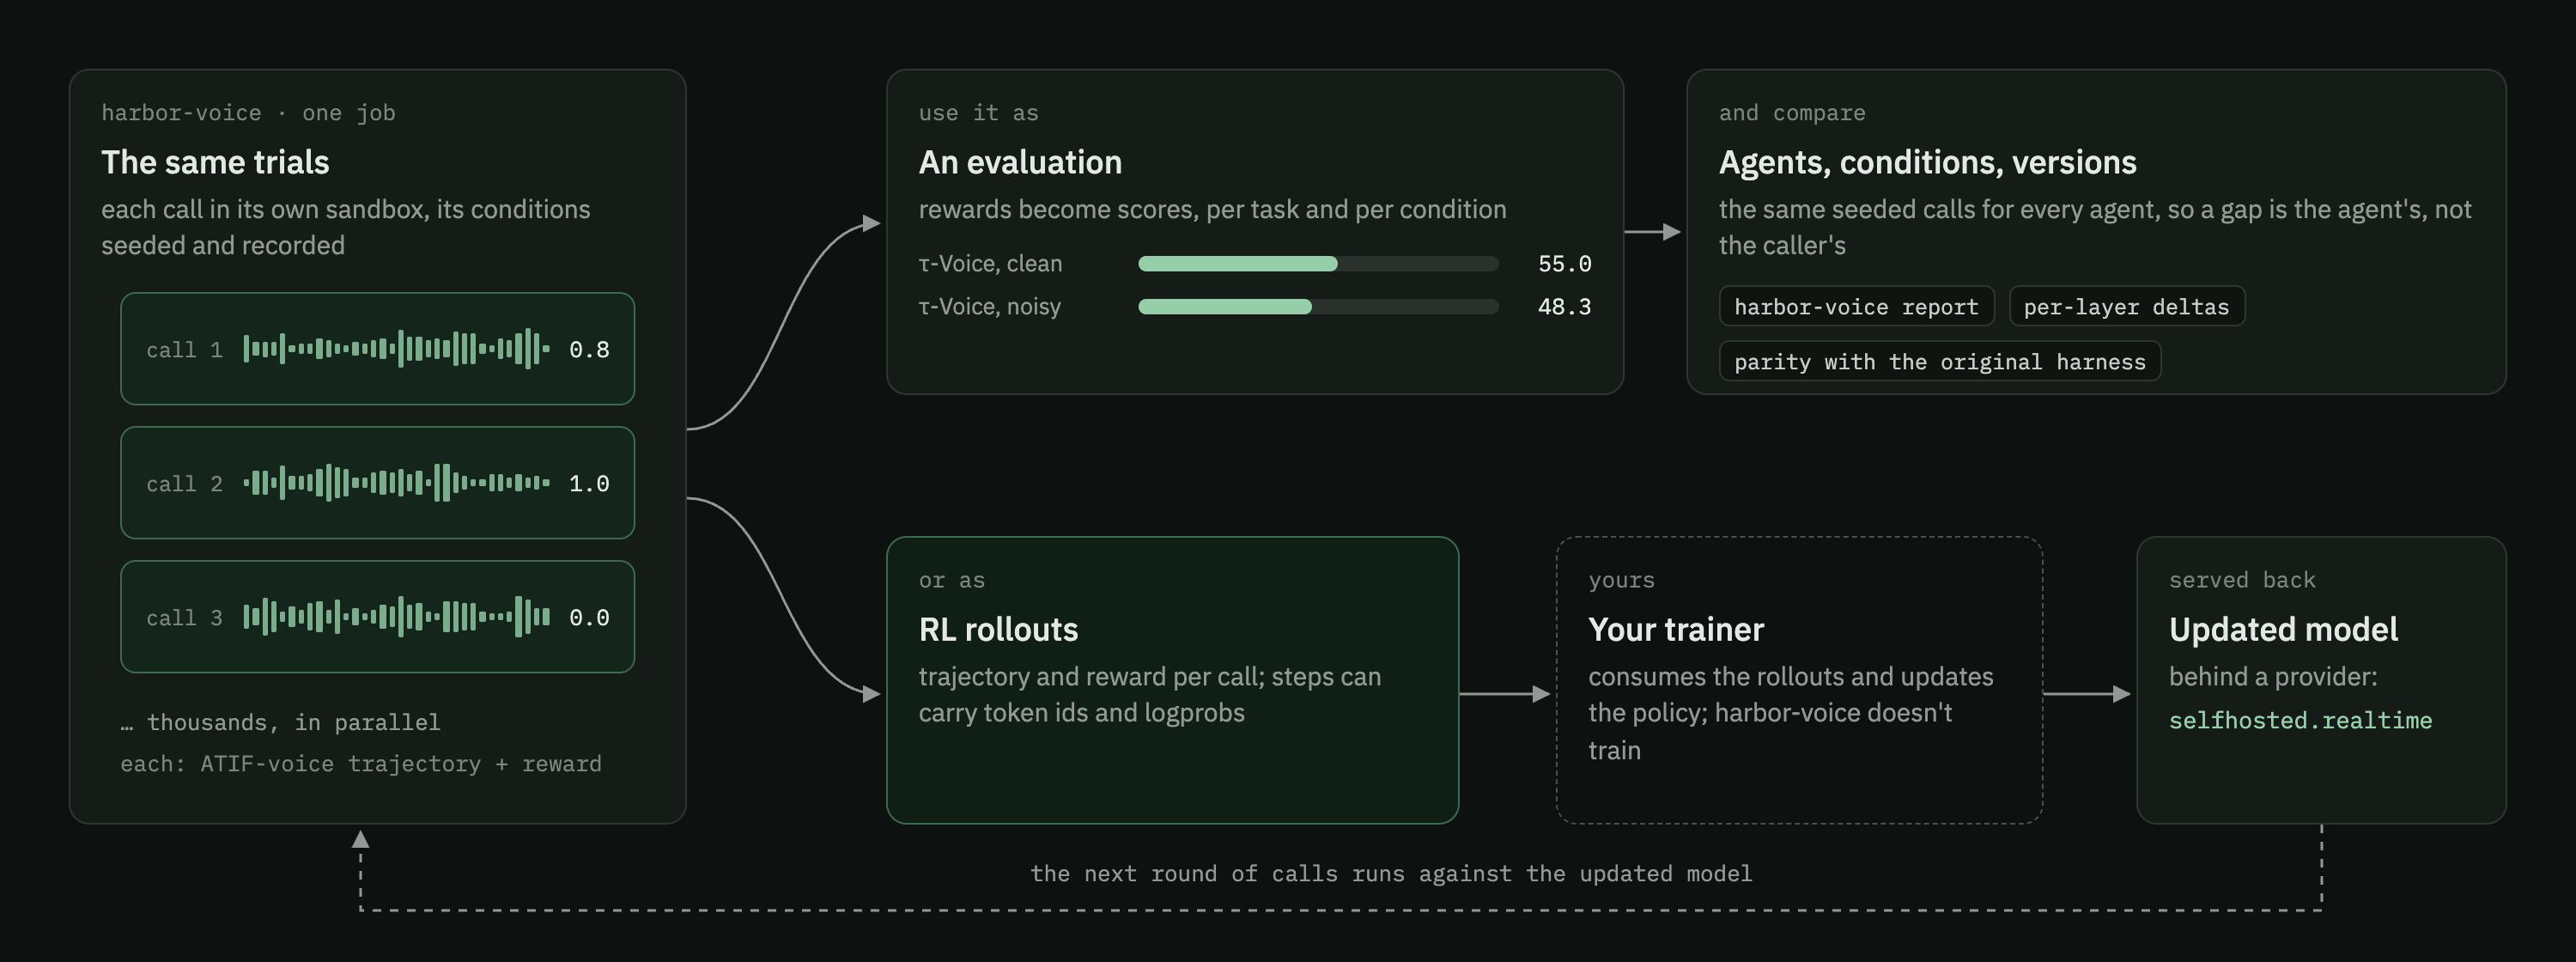 harbor-voice · one job
The same trials
each call in its own sandbox, its conditions
seeded and recorded
call 1 0.8
call 2 1.0
call 3 0.0
… thousands, in parallel
each: ATIF-voice trajectory + reward
use it as
An evaluation
rewards become scores, per task and per condition
τ-Voice, clean 55.0
τ-Voice, noisy 48.3
and compare
Agents, conditions, versions
the same seeded calls for every agent, so a gap is the agent's, not
the caller's
harbor-voice report per-layer deltas
parity with the original harness
or as
RL rollouts
trajectory and reward per call; steps can
carry token ids and logprobs
yours
Your trainer
consumes the rollouts and updates
the policy; harbor-voice doesn't
train
served back
Updated model
behind a provider:
selfhosted.realtime
the next round of calls runs against the updated model